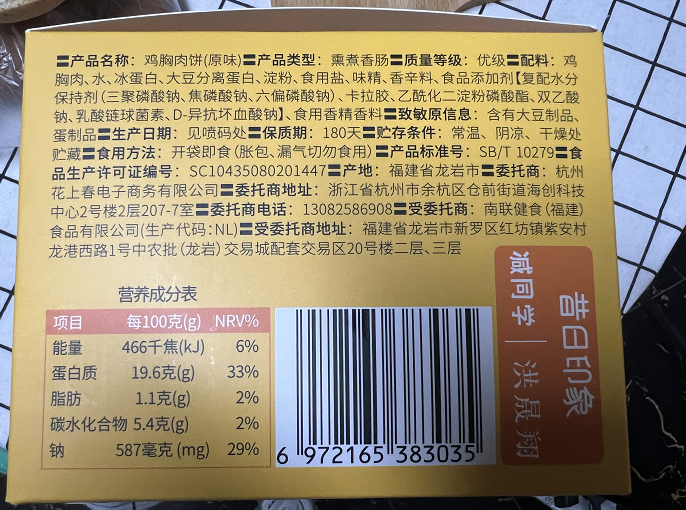 〓产品名称：鸡胸肉饼(原味)〓产品类型：熏煮香肠〓质量等级：优级〓配料：鸡
胸肉、水、冰蛋白、大豆分离蛋白、淀粉、食用盐、味精、香辛料、食品添加剂【复配水分
保持剂（三聚磷酸钠、焦磷酸钠、六偏磷酸钠）、卡拉胶、乙酰化二淀粉磷酸酯、双乙酸
钠、乳酸链球菌素、D-异抗坏血酸钠】、食用香精香料〓致敏原信息：含有大豆制品、
蛋制品〓生产日期：见喷码处〓保质期：180天〓贮存条件：常温、阴凉、干燥处
贮藏〓食用方法：开袋即食(胀包、漏气切勿食用)〓产品标准号：SB/T 10279〓食
品生产许可证编号：SC10435080201447〓产地：福建省龙岩市〓委托商：杭州
花上春电子商务有限公司〓委托商地址：浙江省杭州市余杭区仓前街道海创科技
中心2号楼2层207-7室〓委托商电话：13082586908〓受委托商：南联健食(福建)
食品有限公司(生产代码:NL)〓受委托商地址：福建省龙岩市新罗区红坊镇紫安村
龙港西路1号中农批(龙岩)交易城配套交易区20号楼二层、三层
营养成分表
项目 每100克(g) NRV%
能量 466千焦(kJ) 6%
蛋白质 19.6克(g) 33%
脂肪 1.1克(g) 2%
碳水化合物 5.4克(g) 2%
钠 587毫克(mg) 29%
6 972165 383035
昔日印象
减同学｜洪晟翔